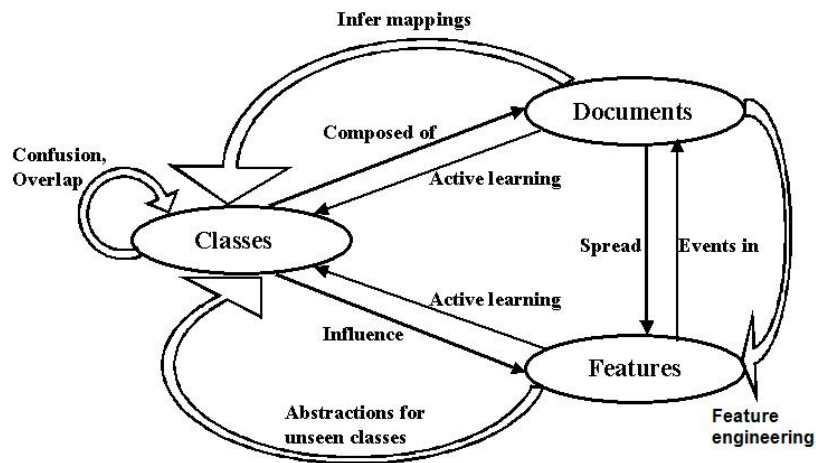 Infer mappings
Documents
Composed of
Confusion,
Overlap
Active learning
Classes
Spread
Events in
Active learning
Influence
Features
Abstractions for
unseen classes
Feature
engineering